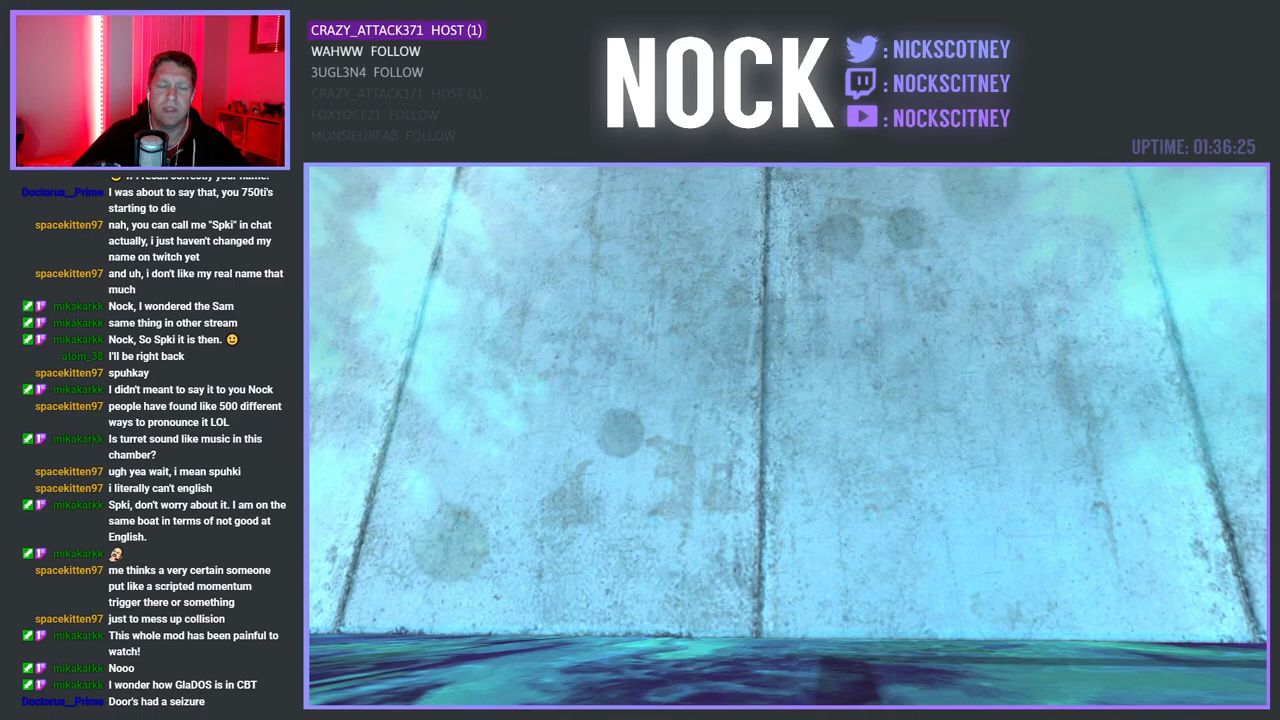 CRAZY_ATTACK371 HOST (1)
WAHWW FOLLOW
3UGL3N4 FOLLOW
CRAZY_ATTACK371 HOST (1)
FOXYOCE21 FOLLOW
MONSIEURFAB FOLLOW
NOCK
: NICKSCOTNEY
: NOCKSCITNEY
: NOCKSCITNEY
UPTIME: 01:36:25
Doctorus__Prime I was about to say that, you 750ti's
starting to die
spacekitten97 nah, you can call me "Spki" in chat
actually, i just haven't changed my
name on twitch yet
spacekitten97 and uh, i don't like my real name that
much
mikakarkk Nock, I wondered the Sam
mikakarkk same thing in other stream
mikakarkk Nock, So Spki it is then. 😃
atom_38 I'll be right back
spacekitten97 spuhkay
mikakarkk I didn't meant to say it to you Nock
spacekitten97 people have found like 500 different
ways to pronounce it LOL
mikakarkk Is turret sound like music in this
chamber?
spacekitten97 ugh yea wait, i mean spuhki
spacekitten97 i literally can't english
mikakarkk Spki, don't worry about it. I am on the
same boat in terms of not good at
English.
mikakarkk
spacekitten97 me thinks a very certain someone
put like a scripted momentum
trigger there or something
spacekitten97 just to mess up collision
mikakarkk This whole mod has been painful to
watch!
mikakarkk Nooo
mikakarkk I wonder how GlaDOS is in CBT
Doctorus__Prime Door's had a seizure